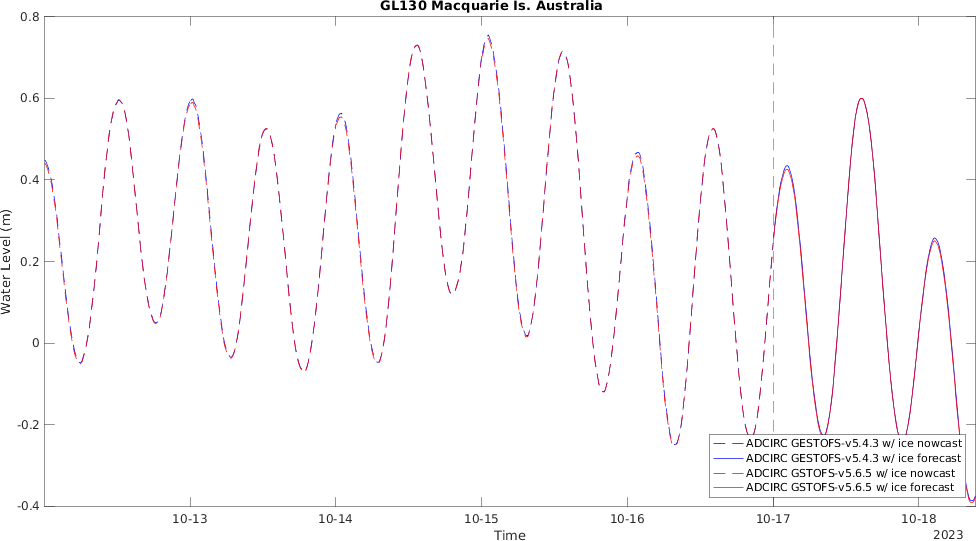 GL130 Macquarie Is. Australia
0.8
0.6
0.4
0.2
0
-0.2
-0.4
Water Level (m)
ADCIRC GESTOFS-v5.4.3 w/ ice nowcast
ADCIRC GESTOFS-v5.4.3 w/ ice forecast
ADCIRC GSTOFS-v5.6.5 w/ ice nowcast
ADCIRC GSTOFS-v5.6.5 w/ ice forecast
10-13 10-14 10-15 10-16 10-17 10-18
Time
2023